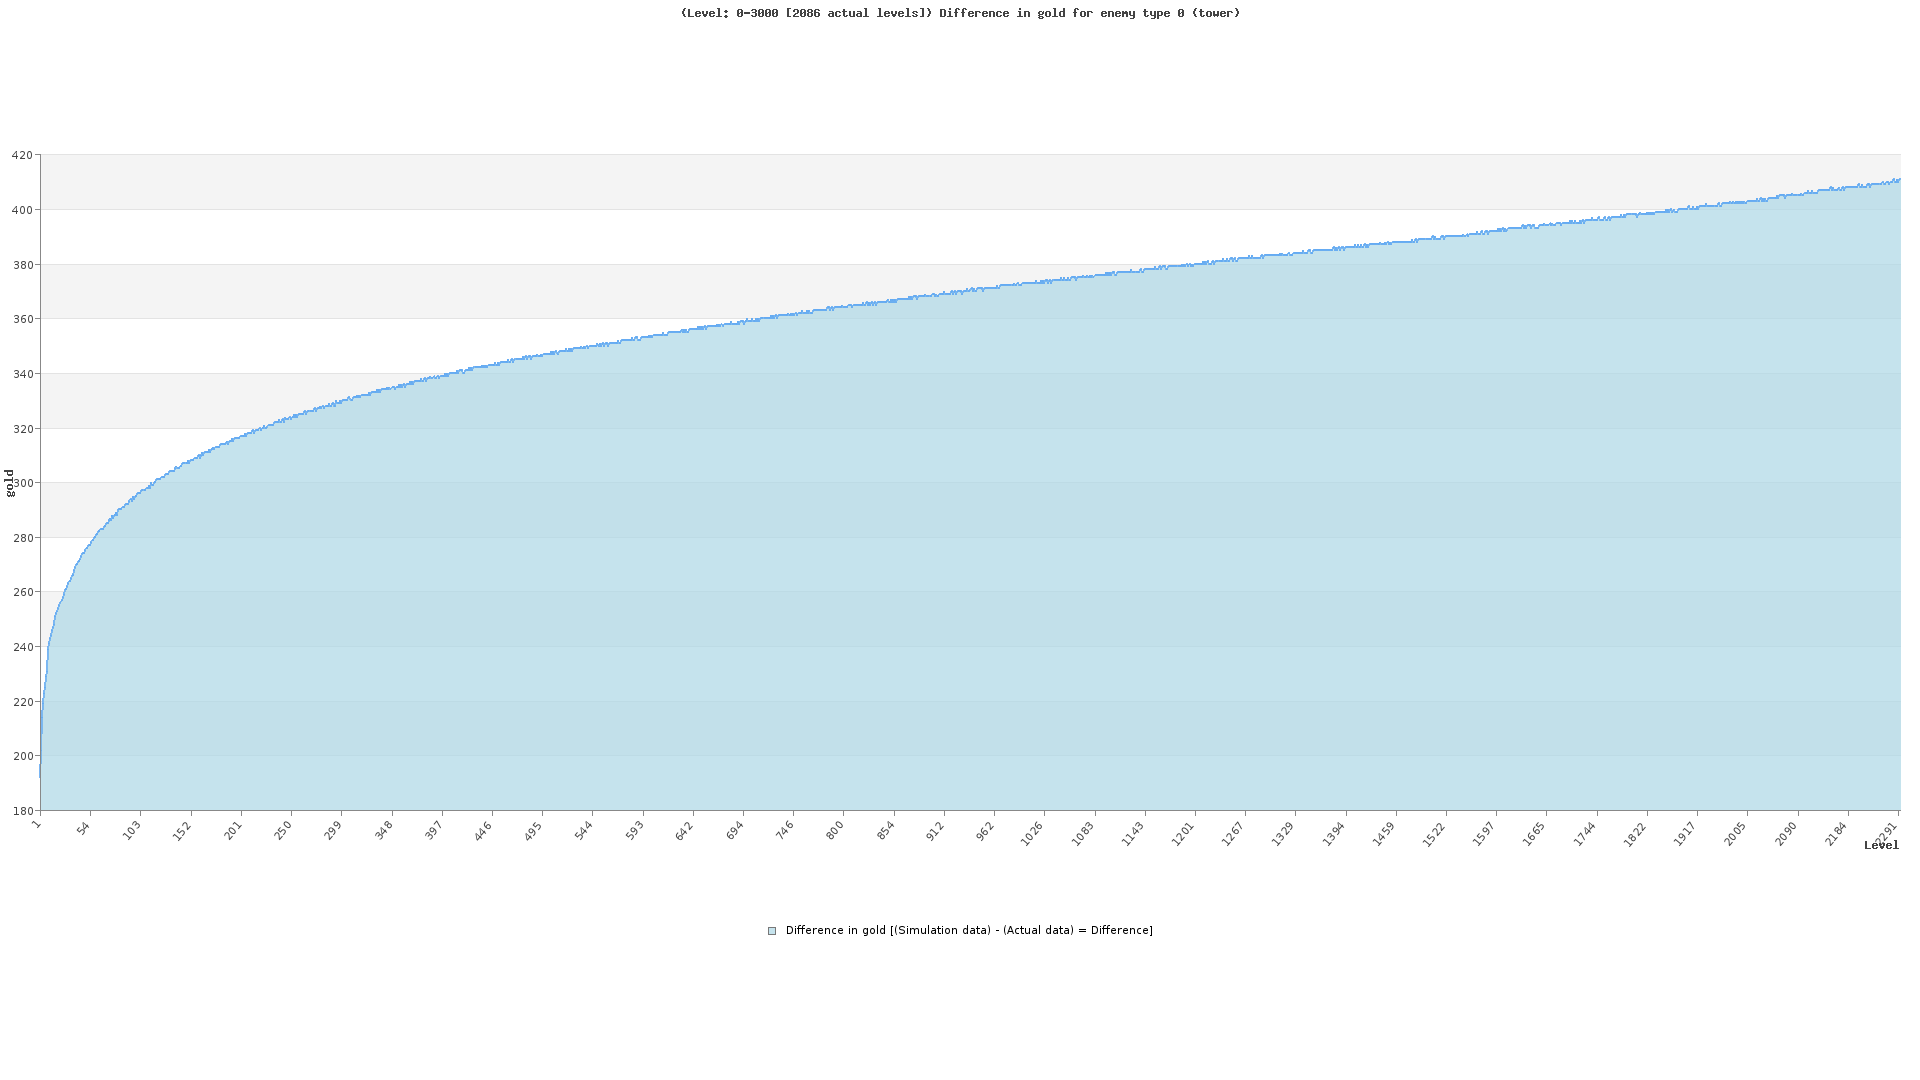 (Level: 0-3000 [2086 actual levels]) Difference in gold for enemy type 0 (tower)
420
400
380
360
340
320
300
280
260
240
220
200
180
gold
1 54 103 152 201 250 299 348 397 446 495 544 593 642 694 746 800 854 912 962 1026 1083 1143 1201 1267 1329 1394 1459 1522 1597 1665 1744 1822 1917 2005 2090 2184 2291
Level
Difference in gold [(Simulation data) - (Actual data) = Difference]